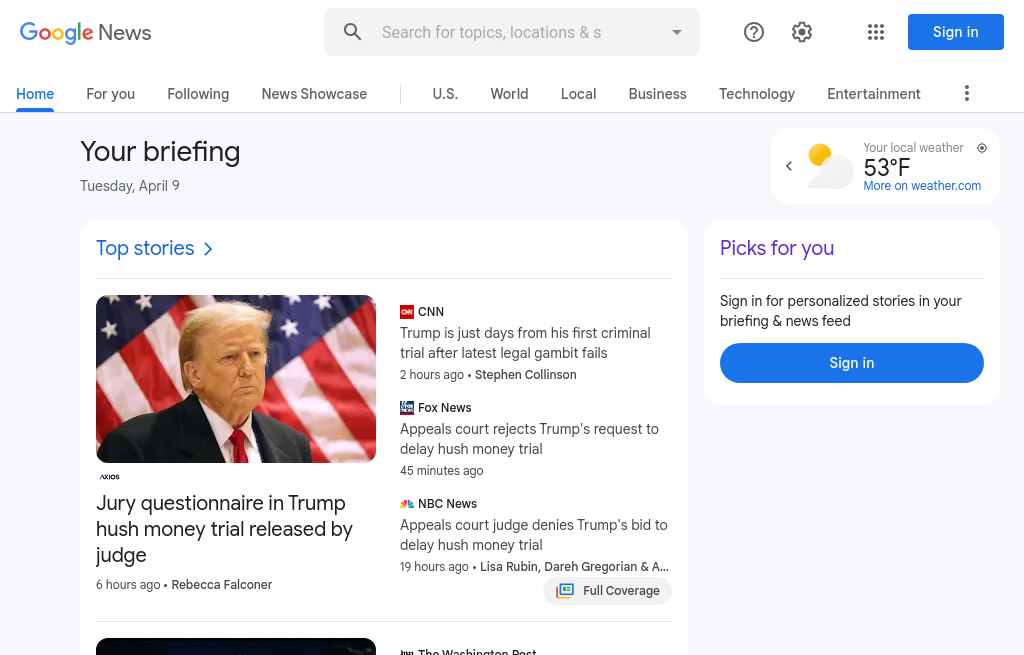 Google News
Search for topics, locations & s
Sign in
Home
For you
Following
News Showcase
U.S.
World
Local
Business
Technology
Entertainment
Your briefing
Tuesday, April 9
Your local weather
53°F
More on weather.com
Top stories
Picks for you
Sign in for personalized stories in your
briefing & news feed
Sign in
AXIOS
Jury questionnaire in Trump
hush money trial released by
judge
6 hours ago • Rebecca Falconer
CNN
CNN
Trump is just days from his first criminal
trial after latest legal gambit fails
2 hours ago • Stephen Collinson
Fox News
Appeals court rejects Trump's request to
delay hush money trial
45 minutes ago
NBC News
Appeals court judge denies Trump's bid to
delay hush money trial
19 hours ago • Lisa Rubin, Dareh Gregorian & A...
Full Coverage
The Washington Post